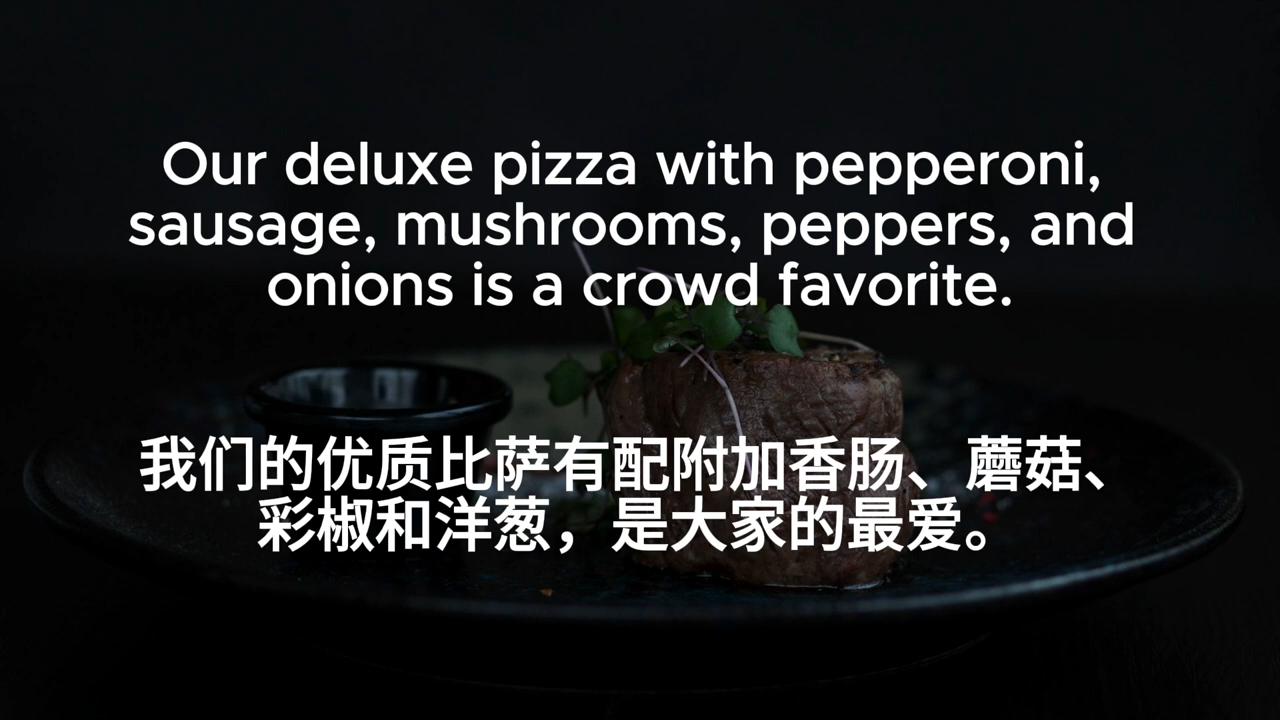 Our deluxe pizza with pepperoni,
sausage, mushrooms, peppers, and
onions is a crowd favorite.
我们的优质比萨有配附加香肠、蘑菇、
彩椒和洋葱，是大家的最爱。